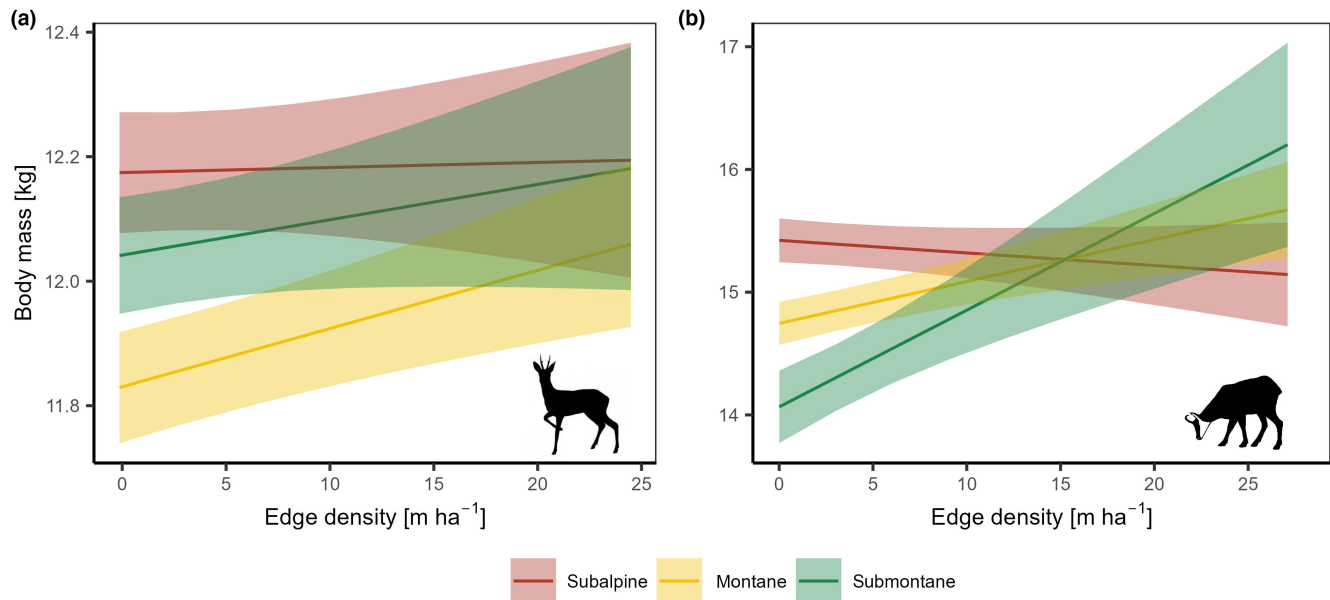 (a)
12.4
12.2
12.0
11.8
Body mass [kg]
0 5 10 15 20 25
Edge density [m ha⁻¹]
(b)
17
16
15
14
0 5 10 15 20 25
Edge density [m ha⁻¹]
Subalpine Montane Submontane